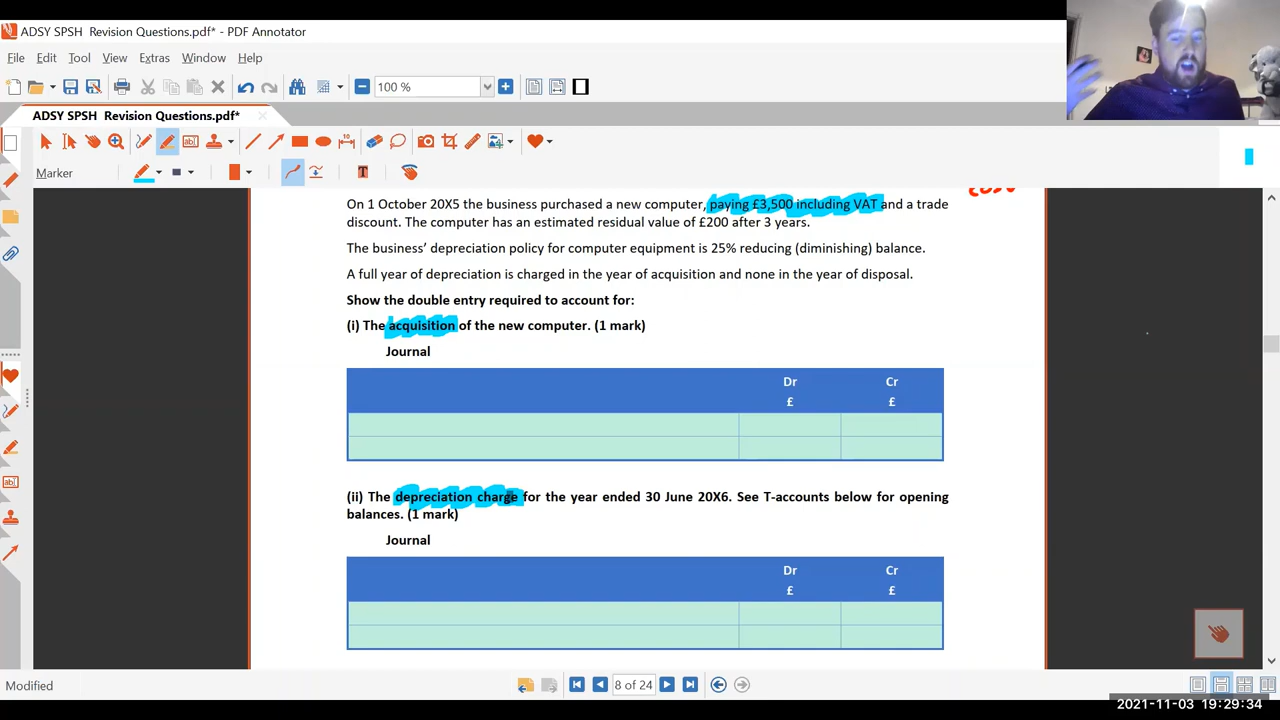 ADSY SPSH  Revision Questions.pdf* - PDF Annotator
File Edit Tool View Extras Window Help
100 %
ADSY SPSH  Revision Questions.pdf*
10
Marker
On 1 October 20X5 the business purchased a new computer, paying £3,500 including VAT and a trade
discount. The computer has an estimated residual value of £200 after 3 years.
The business’ depreciation policy for computer equipment is 25% reducing (diminishing) balance.
A full year of depreciation is charged in the year of acquisition and none in the year of disposal.
Show the double entry required to account for:
(i) The acquisition of the new computer. (1 mark)
Journal
Dr Cr
£ £
(ii) The depreciation charge for the year ended 30 June 20X6. See T-accounts below for opening
balances. (1 mark)
Journal
Dr Cr
£ £
Modified
8 of 24
2021-11-03 19:29:34